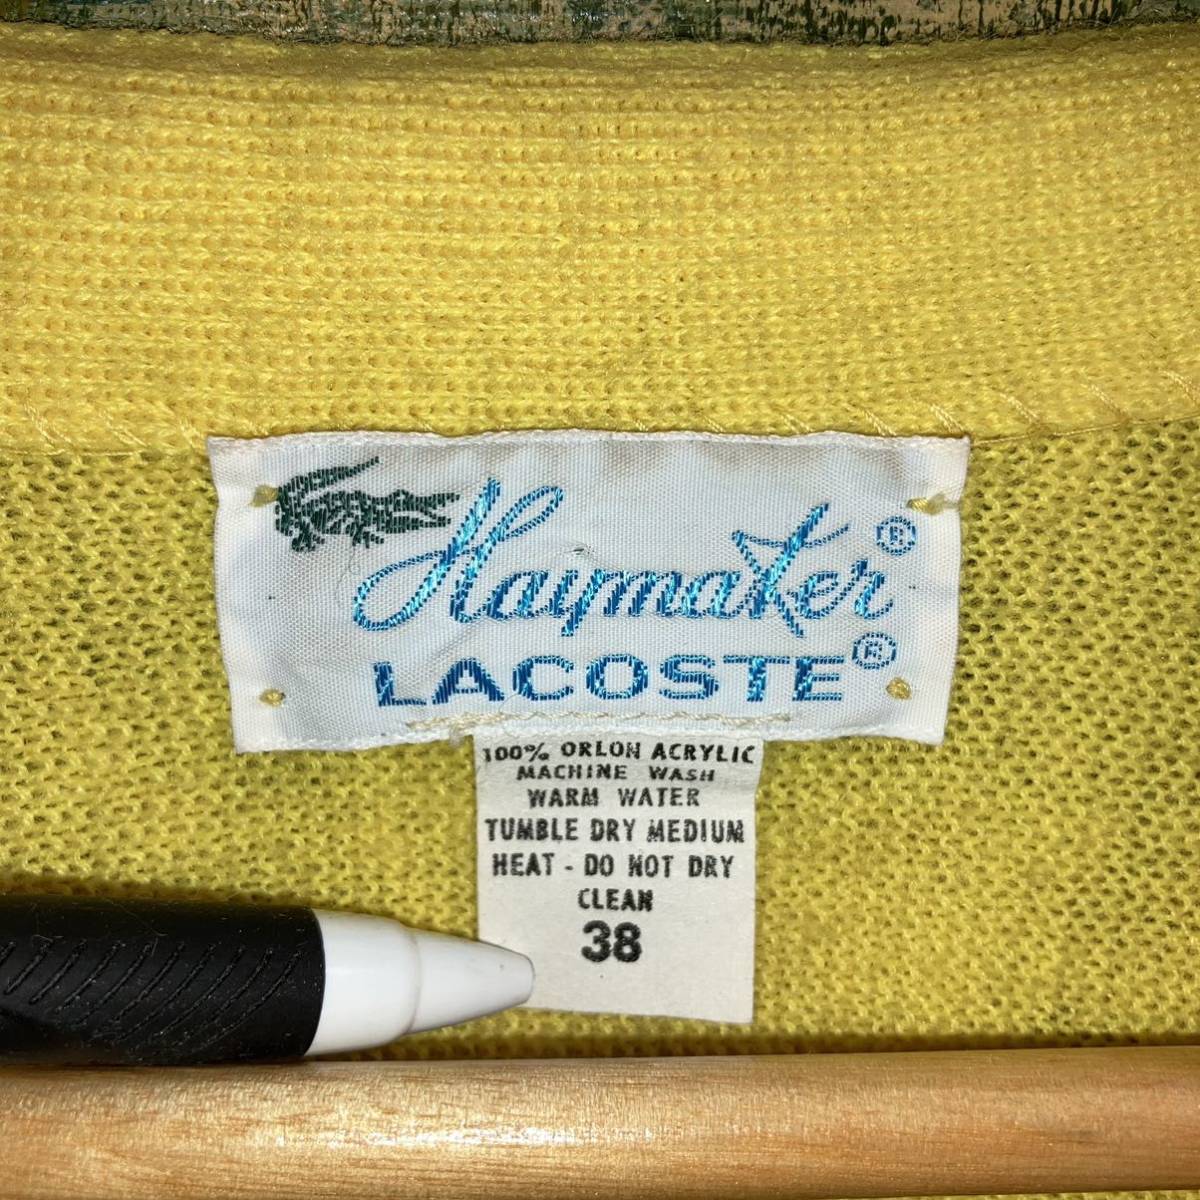 Haymaker®
LACOSTE®
100% ORLON ACRYLIC
MACHINE WASH
WARM WATER
TUMBLE DRY MEDIUM
HEAT - DO NOT DRY
CLEAN
38